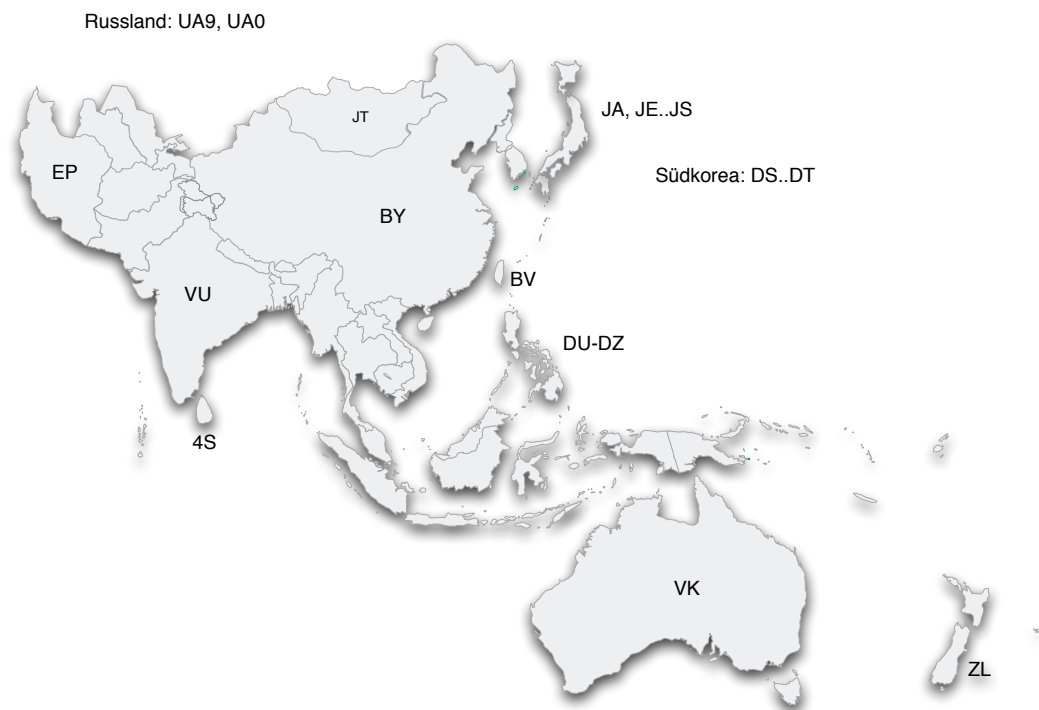 Russland: UA9, UA0
JT
JA, JE..JS
EP
Südkorea: DS..DT
BY
BV
VU
DU-DZ
4S
VK
ZL